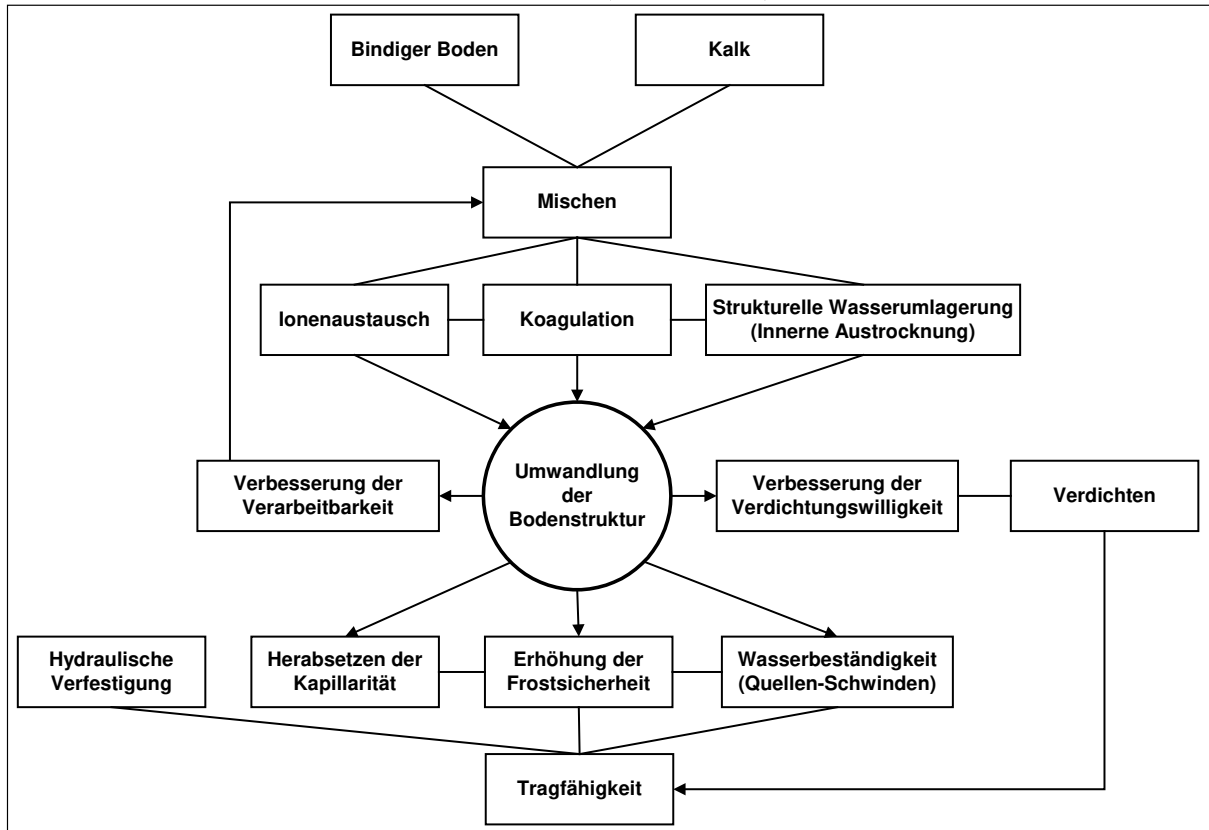 Bindiger Boden
Kalk
Mischen
Ionenaustausch
Koagulation
Strukturelle Wasserumlagerung
(Innerne Austrocknung)
Umwandlung
der
Bodenstruktur
Verbesserung der
Verarbeitbarkeit
Verbesserung der
Verdichtungswilligkeit
Verdichten
Hydraulische
Verfestigung
Herabsetzen der
Kapillarität
Erhöhung der
Frostsicherheit
Wasserbeständigkeit
(Quellen-Schwinden)
Tragfähigkeit